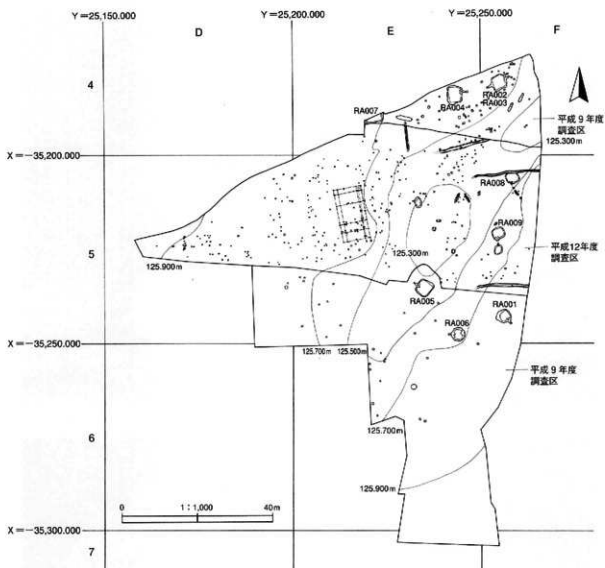 Y=25,150.000
Y=25,200.000
Y=25,250.000
D
E
F
4
RA002
RA004
RA003
RA007
平成9年度
調査区
X=-35,200.000
125.300m
RA008
RA009
5
125.300m
平成12年度
調査区
125.900m
RA005
RA001
RA006
X=-35,250.000
125.700m
125.500m
平成9年度
調査区
125.700m
6
125.900m
0
1:1,000
40m
X=-35,300.000
7